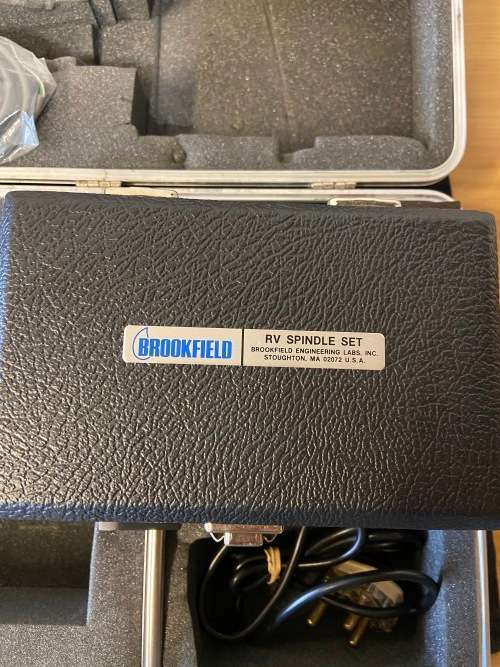 BROOKFIELD
RV SPINDLE SET
BROOKFIELD ENGINEERING LABS, INC.
STOUGHTON, MA 02072 U.S.A.